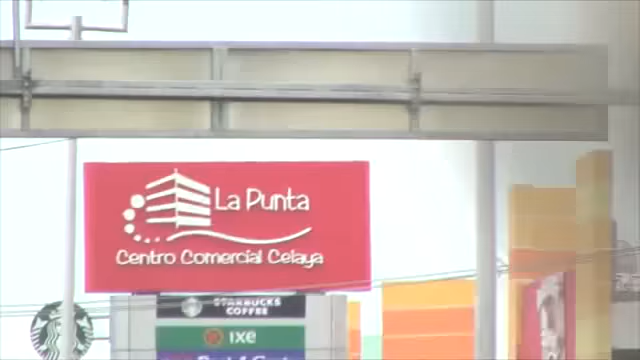 La Punta
Centro Comercial Celaya
STARBUCKS
COFFEE
IXE